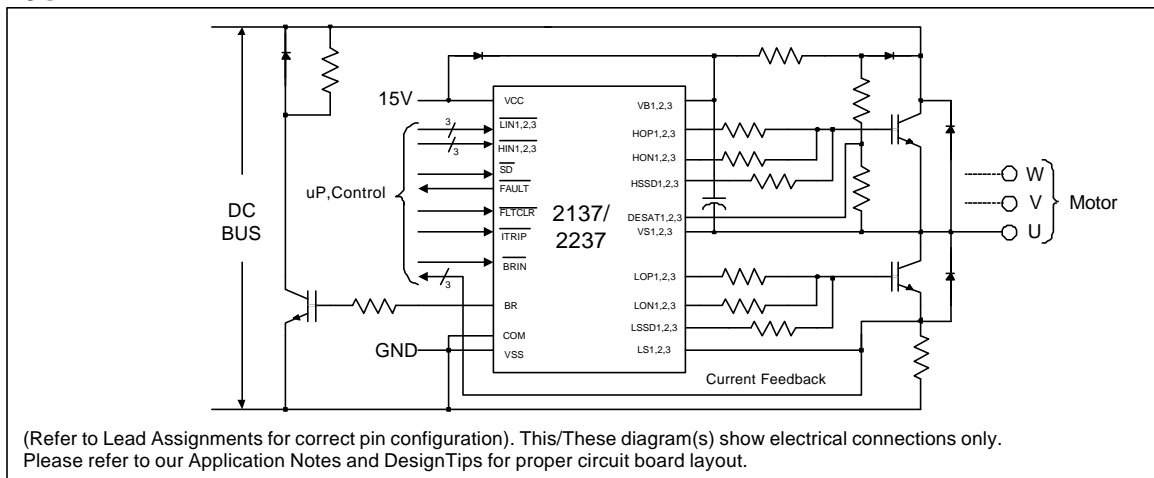 15V
VCC
LIN1,2,3
HIN1,2,3
SD
FAULT
FLTCLR
ITRIP
BRIN
BR
COM
VSS
3
3
3
uP,Control
DC
BUS
GND
2137/
2237
VB1,2,3
HOP1,2,3
HON1,2,3
HSSD1,2,3
DESAT1,2,3
VS1,2,3
LOP1,2,3
LON1,2,3
LSSD1,2,3
LS1,2,3
W
V
U
Motor
Current Feedback
(Refer to Lead Assignments for correct pin configuration). This/These diagram(s) show electrical connections only.
Please refer to our Application Notes and DesignTips for proper circuit board layout.